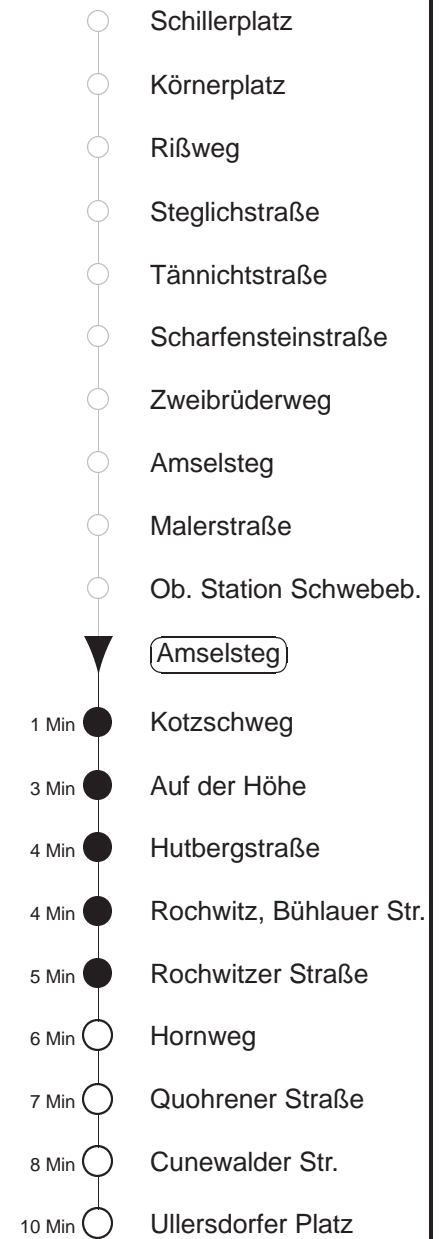 Schillerplatz
Körnerplatz
Rißweg
Steglichstraße
Tännichtstraße
Scharfensteinstraße
Zweibrüderweg
Amselsteg
Malerstraße
Ob. Station Schwebeb.
Amselsteg
1 Min Kotzschweg
3 Min Auf der Höhe
4 Min Hutbergstraße
4 Min Rochwitz, Bühlauer Str.
5 Min Rochwitzer Straße
6 Min Hornweg
7 Min Quohrener Straße
8 Min Cunewalder Str.
10 Min Ullersdorfer Platz